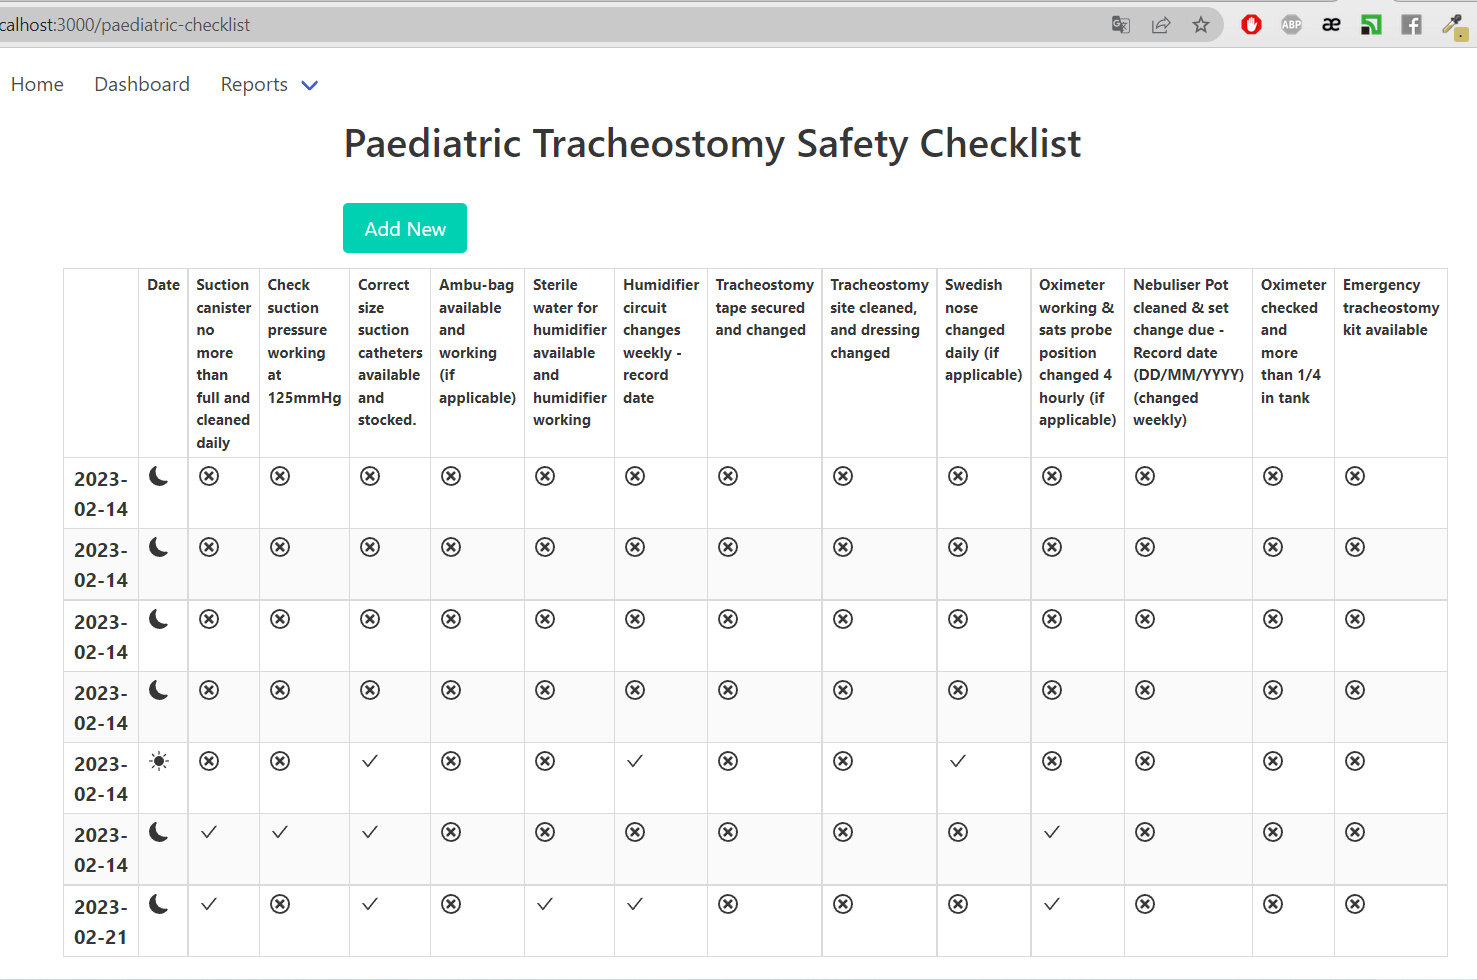 calhost:3000/paediatric-checklist
ABP
æ
Home Dashboard Reports
Paediatric Tracheostomy Safety Checklist
Add New
Date
Suction
canister
no
more
than
full and
cleaned
daily
Check
suction
pressure
working
at
125mmHg
Correct
size
suction
catheters
available
and
stocked.
Ambu-bag
available
and
working
(if
applicable)
Sterile
water for
humidifier
available
and
humidifier
working
Humidifier
circuit
changes
weekly -
record
date
Tracheostomy
tape secured
and changed
Tracheostomy
site cleaned,
and dressing
changed
Swedish
nose
changed
daily (if
applicable)
Oximeter
working &
sats probe
position
changed 4
hourly (if
applicable)
Nebuliser Pot
cleaned & set
change due -
Record date
(DD/MM/YYYY)
(changed
weekly)
Oximeter
checked
and
more
than 1/4
in tank
Emergency
tracheostomy
kit available
2023-
02-14
2023-
02-14
2023-
02-14
2023-
02-14
2023-
02-14
2023-
02-14
2023-
02-21